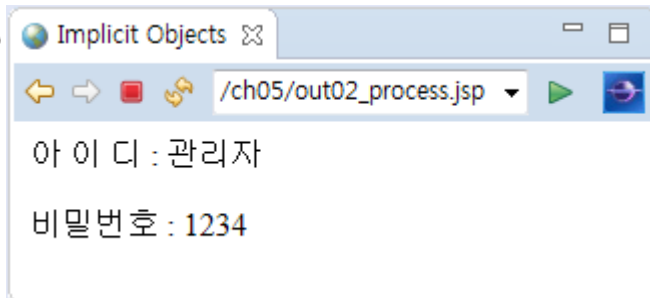 Implicit Objects
/ch05/out02_process.jsp
아 이 디 : 관리자
비밀번호 : 1234